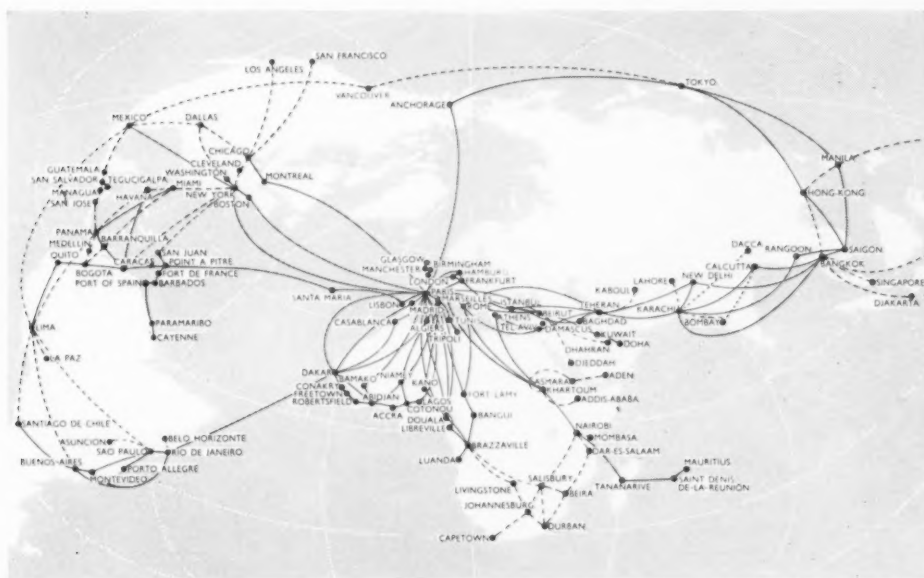 SAN FRANCISCO
LOS ANGELES
VANCOUVER
TOKYO
ANCHORAGE
MEXICO
DALLAS
CHICAGO
CLEVELAND
WASHINGTON
MONTREAL
MANILA
GUATEMALA
SAN SALVADOR
TEGUCIGALPA
MIAMI
MANAGUA
HAVANA
NEW YORK
BOSTON
HONG-KONG
SAN JOSE
PANAMA
MEDELLIN
BARRANQUILLA
QUITO
SAN JUAN
CARACAS
POINT A PITRE
BOGOTA
FORT DE FRANCE
PORT OF SPAIN
BARBADOS
GLASGOW
BIRMINGHAM
MANCHESTER
HAMBURG
LONDON
FRANKFURT
PARIS
DACCA
RANGOON
SAIGON
CALCUTTA
BANGKOK
NEW DELHI
LAHORE
KABOUL
TEHERAN
SINGAPORE
DJAKARTA
SANTA MARIA
LISBON
MADRID
MARSEILLES
ROME
ISTANBUL
ATHENS
BEIRUT
KARACHI
BOMBAY
CASABLANCA
ALGIERS
TRIPOLI
TEL AVIV
DAMASCUS
BAGHDAD
KUWAIT
DHAHRAN
DOHA
DJEDDAH
PARAMARIBO
CAYENNE
LIMA
LA PAZ
DAKAR
BAMAKO
NIAMEY
KANO
CONAKRY
FREETOWN
ROBERTSFIELD
ABIDJAN
ACCRA
LAGOS
COTONOU
FORT LAMY
ASMARA
ADEN
KHARTOUM
ADDIS-ABABA
DOUALA
LIBREVILLE
BANGUI
SANTIAGO DE CHILE
ASUNCION
BELO HORIZONTE
SAO PAULO
RIO DE JANEIRO
NAIROBI
MOMBASA
DAR-ES-SALAAM
BRAZZAVILLE
LUANDA
BUENOS-AIRES
PORTO ALLEGRE
MONTEVIDEO
MAURITIUS
SAINT DENIS
DE-LA-REUNION
TANANARIVE
LIVINGSTONE
SALISBURY
BEIRA
JOHANNESBURG
DURBAN
CAPETOWN